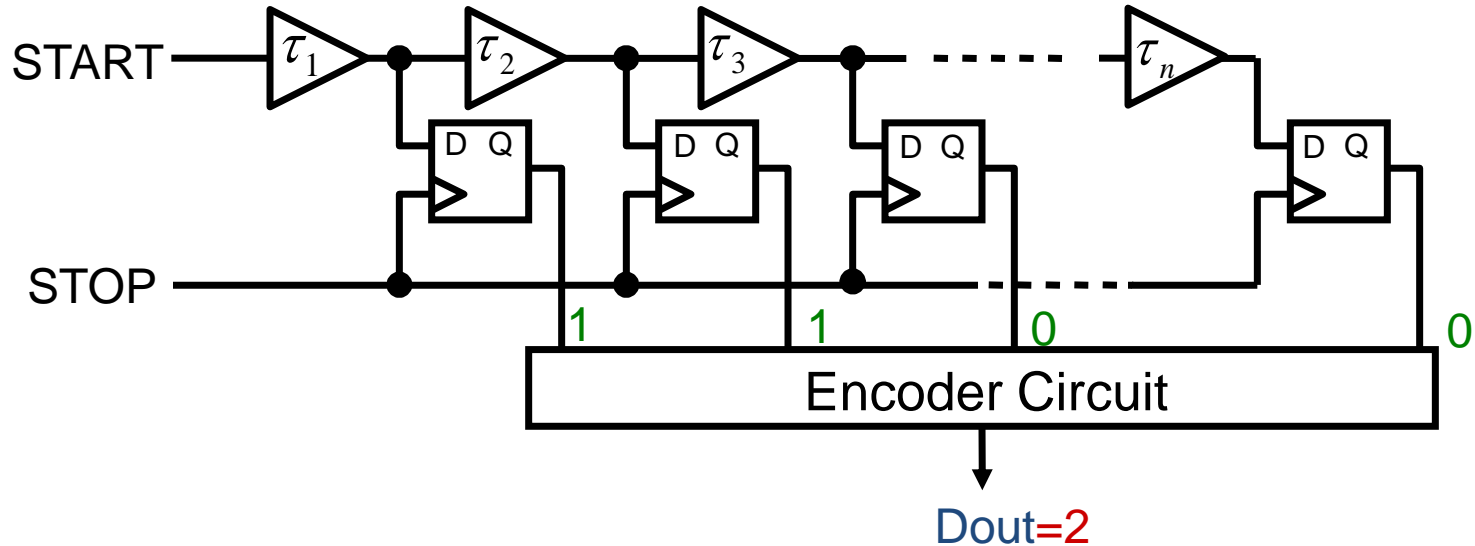 START τ1 τ2 τ3 τn
D Q D Q D Q D Q
STOP
1 1 0 0
Encoder Circuit
Dout=2